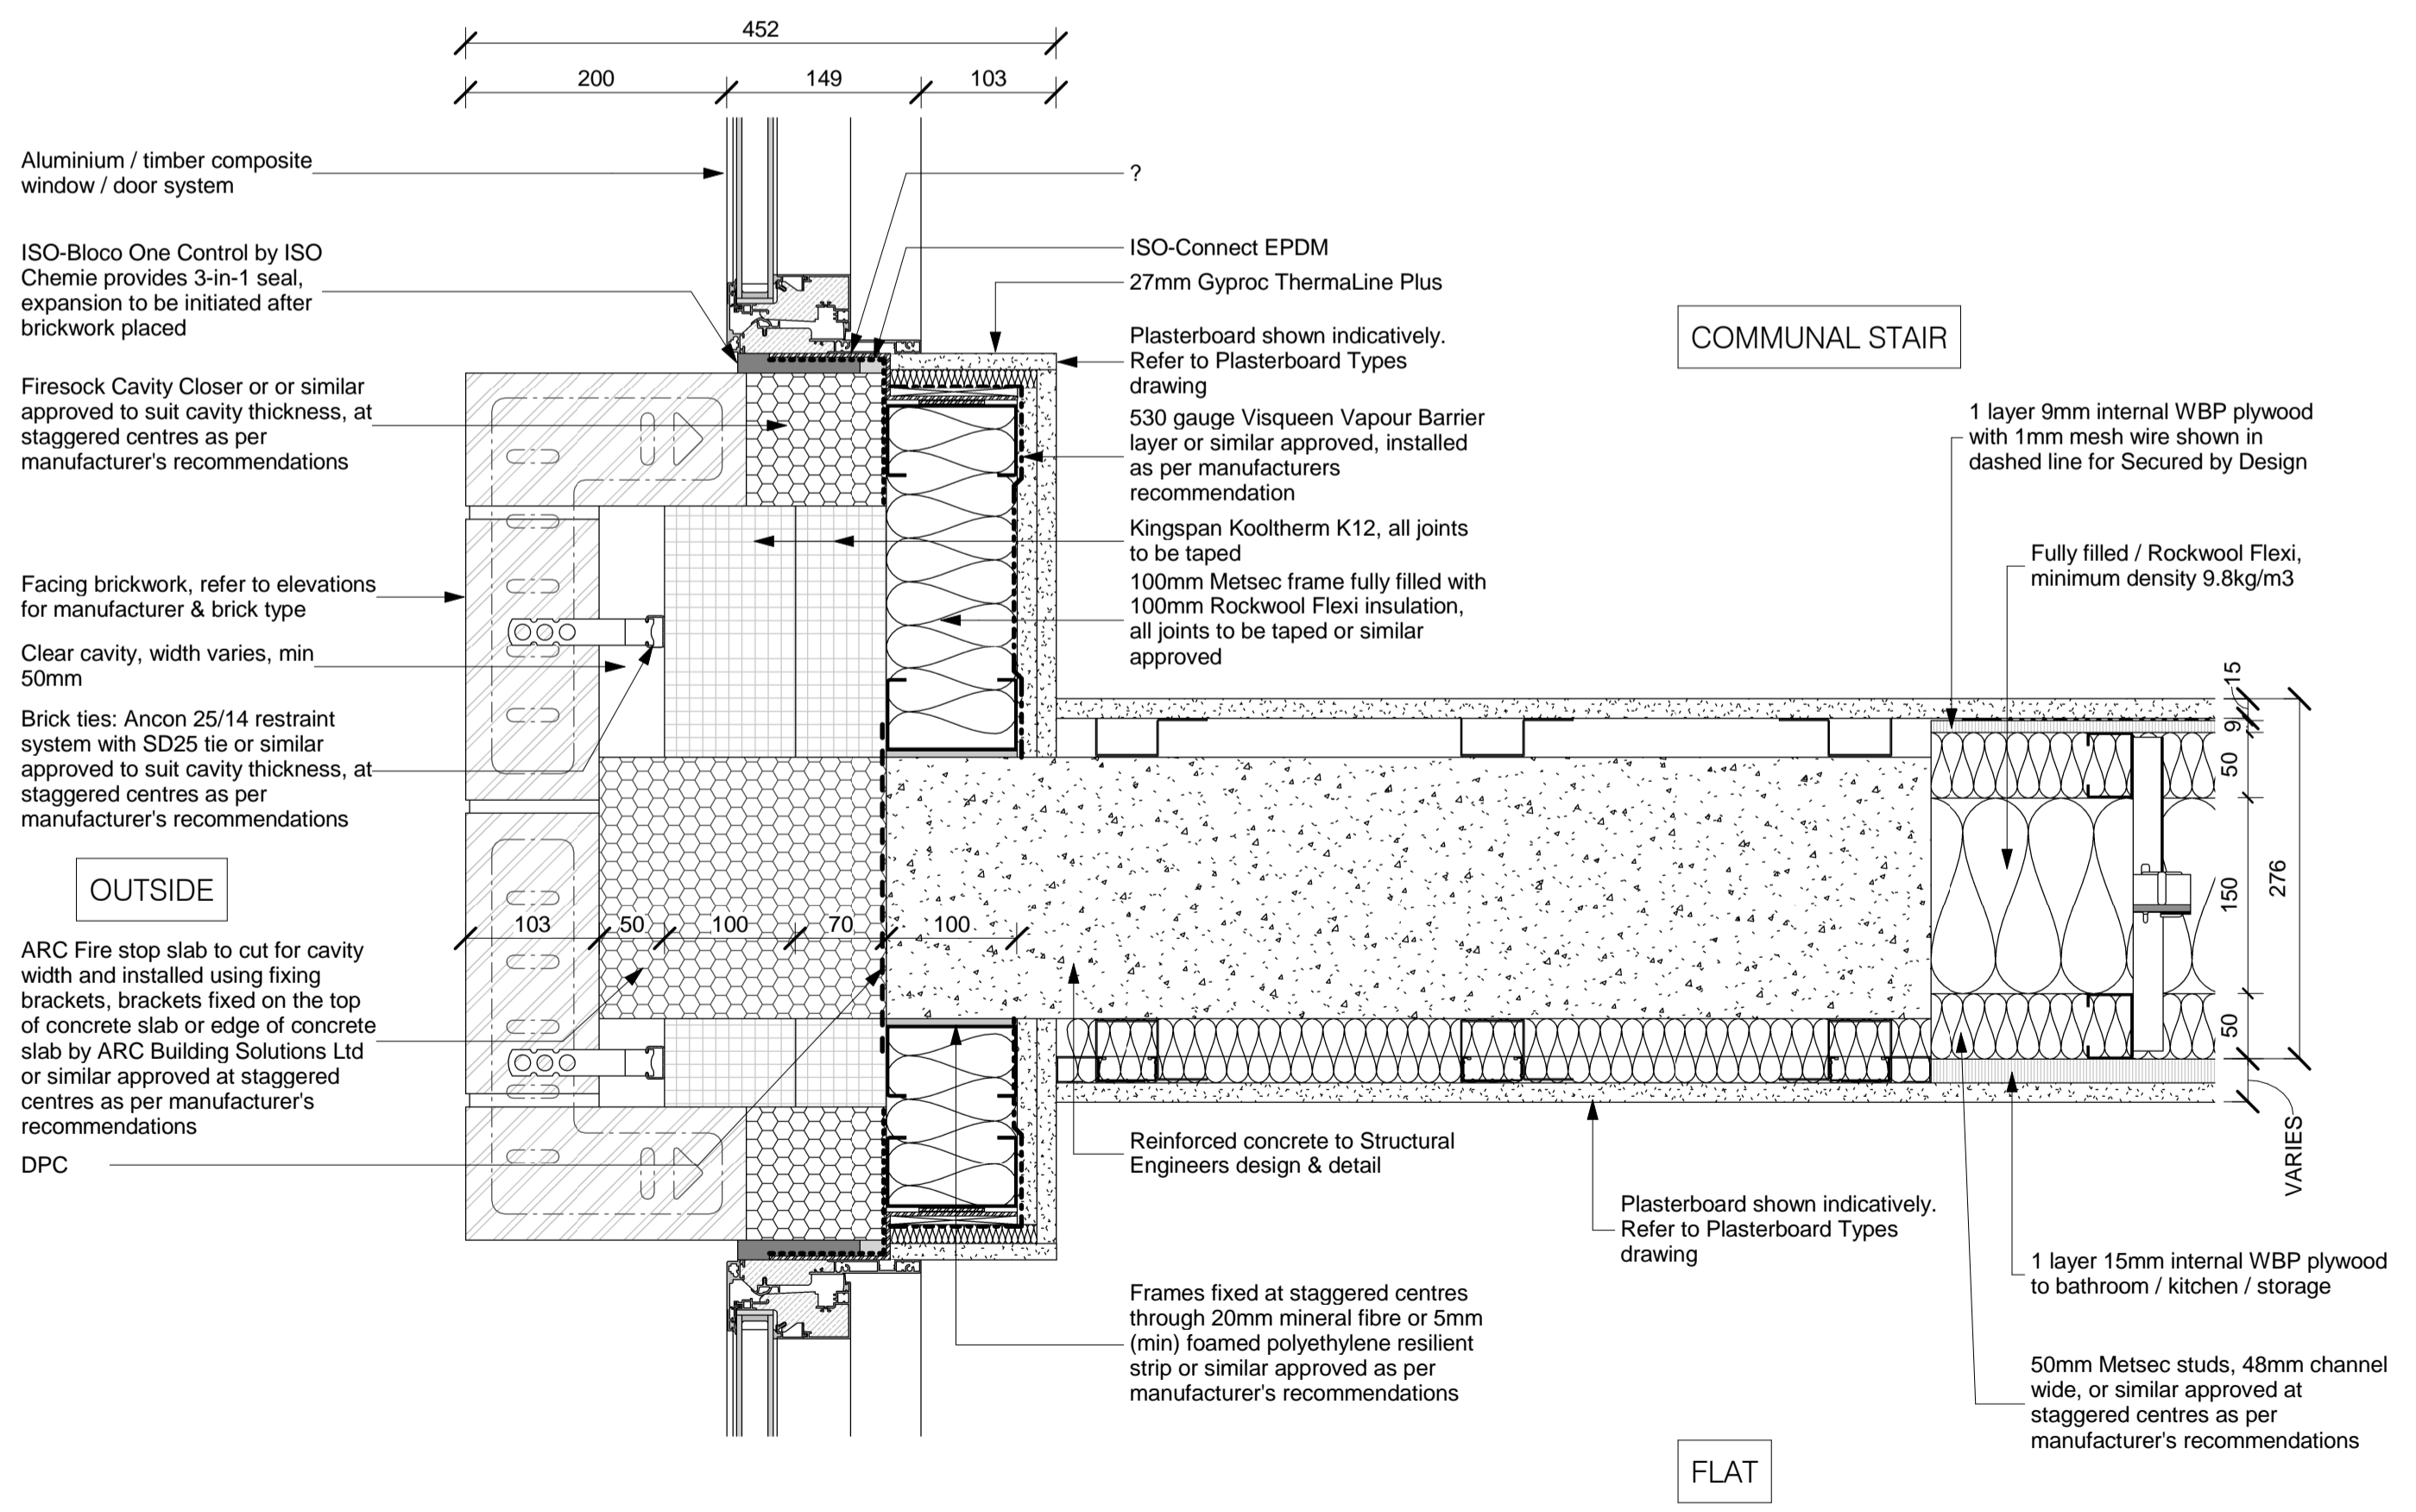 452
200
149
103
Aluminium / timber composite
window / door system
ISO-Bloco One Control by ISO
Chemie provides 3-in-1 seal,
expansion to be initiated after
brickwork placed
Firesock Cavity Closer or or similar
approved to suit cavity thickness, at
staggered centres as per
manufacturer's recommendations
Facing brickwork, refer to elevations
for manufacturer & brick type
Clear cavity, width varies, min
50mm
Brick ties: Ancon 25/14 restraint
system with SD25 tie or similar
approved to suit cavity thickness, at
staggered centres as per
manufacturer's recommendations
OUTSIDE
ARC Fire stop slab to cut for cavity
width and installed using fixing
brackets, brackets fixed on the top
of concrete slab or edge of concrete
slab by ARC Building Solutions Ltd
or similar approved at staggered
centres as per manufacturer's
recommendations
DPC
103
50
100
70
100
?
ISO-Connect EPDM
27mm Gyproc ThermaLine Plus
Plasterboard shown indicatively.
Refer to Plasterboard Types
drawing
530 gauge Visqueen Vapour Barrier
layer or similar approved, installed
as per manufacturers
recommendation
Kingspan Kooltherm K12, all joints
to be taped
100mm Metsec frame fully filled with
100mm Rockwool Flexi insulation,
all joints to be taped or similar
approved
Reinforced concrete to Structural
Engineers design & detail
Frames fixed at staggered centres
through 20mm mineral fibre or 5mm
(min) foamed polyethylene resilient
strip or similar approved as per
manufacturer's recommendations
COMMUNAL STAIR
1 layer 9mm internal WBP plywood
with 1mm mesh wire shown in
dashed line for Secured by Design
Fully filled / Rockwool Flexi,
minimum density 9.8kg/m3
15
9
50
150
50
276
VARIES
Plasterboard shown indicatively.
Refer to Plasterboard Types
drawing
1 layer 15mm internal WBP plywood
to bathroom / kitchen / storage
50mm Metsec studs, 48mm channel
wide, or similar approved at
staggered centres as per
manufacturer's recommendations
FLAT